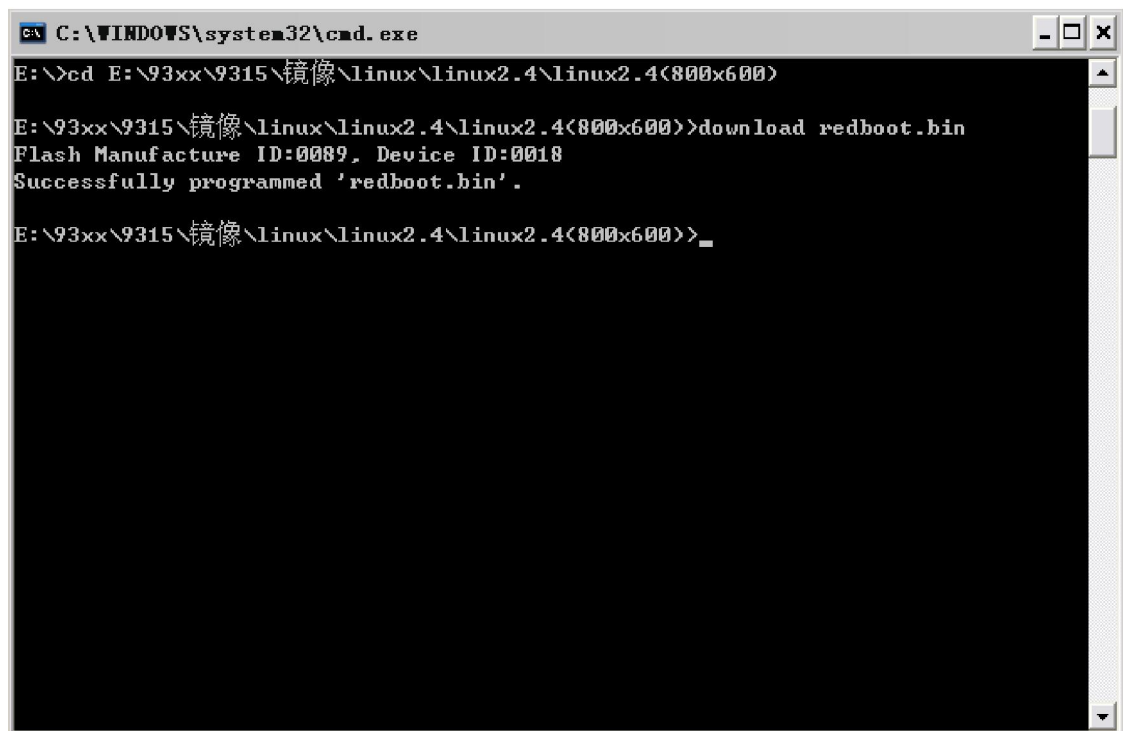 C:\WINDOWS\system32\cmd.exe
E:\>cd E:\93xx\9315\镜像\linux\linux2.4\linux2.4(800x600)
E:\93xx\9315\镜像\linux\linux2.4\linux2.4(800x600)>download redboot.bin
Flash Manufacture ID:0089, Device ID:0018
Successfully programmed 'redboot.bin'.
E:\93xx\9315\镜像\linux\linux2.4\linux2.4(800x600)>_